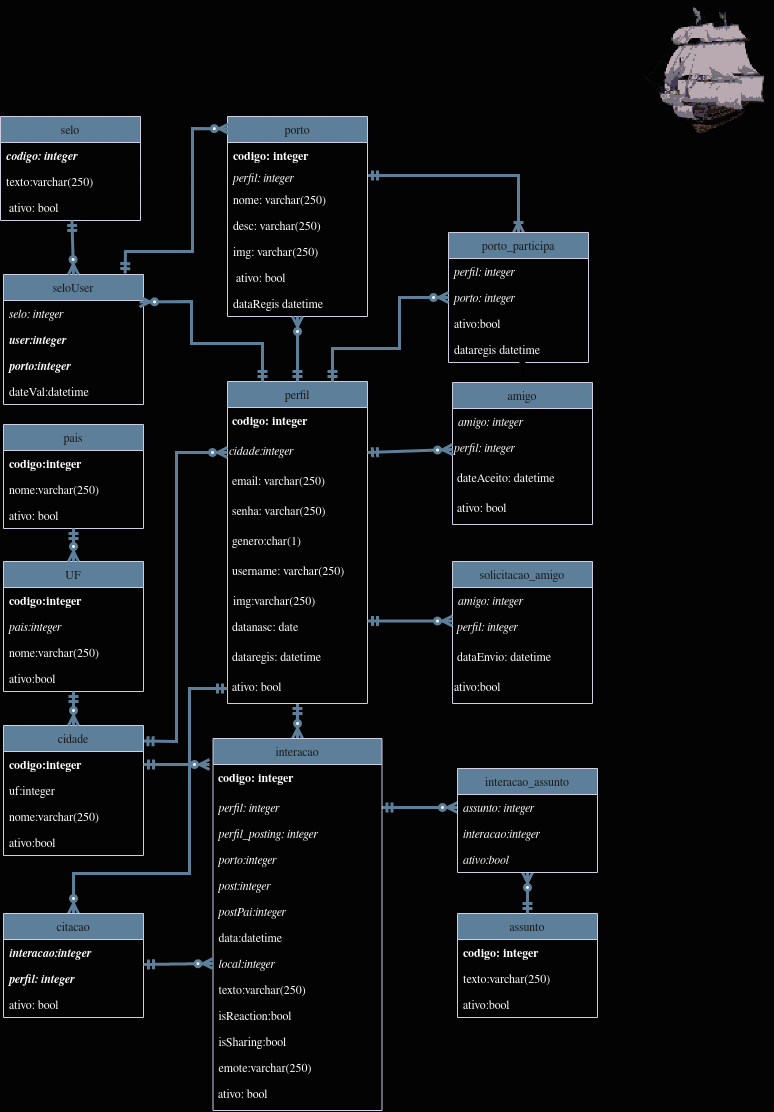 selo
codigo: integer
texto:varchar(250)
ativo: bool
porto
codigo: integer
perfil: integer
nome: varchar(250)
desc: varchar(250)
img: varchar(250)
ativo: bool
dataRegis datetime
porto_participa
perfil: integer
porto: integer
ativo:bool
dataregis datetime
seloUser
selo: integer
user:integer
porto:integer
dateVal:datetime
perfil
codigo: integer
cidade:integer
email: varchar(250)
senha: varchar(250)
genero:char(1)
username: varchar(250)
img:varchar(250)
datanasc: date
dataregis: datetime
ativo: bool
amigo
amigo: integer
perfil: integer
dateAceito: datetime
ativo: bool
pais
codigo:integer
nome:varchar(250)
ativo: bool
UF
codigo:integer
pais:integer
nome:varchar(250)
ativo:bool
solicitacao_amigo
amigo: integer
perfil: integer
dataEnvio: datetime
ativo:bool
cidade
codigo:integer
uf:integer
nome:varchar(250)
ativo:bool
interacao
codigo: integer
perfil: integer
perfil_posting: integer
porto:integer
post:integer
postPai:integer
data:datetime
local:integer
texto:varchar(250)
isReaction:bool
isSharing:bool
emote:varchar(250)
ativo: bool
interacao_assunto
assunto: integer
interacao:integer
ativo:bool
citacao
interacao:integer
perfil: integer
ativo: bool
assunto
codigo: integer
texto:varchar(250)
ativo:bool